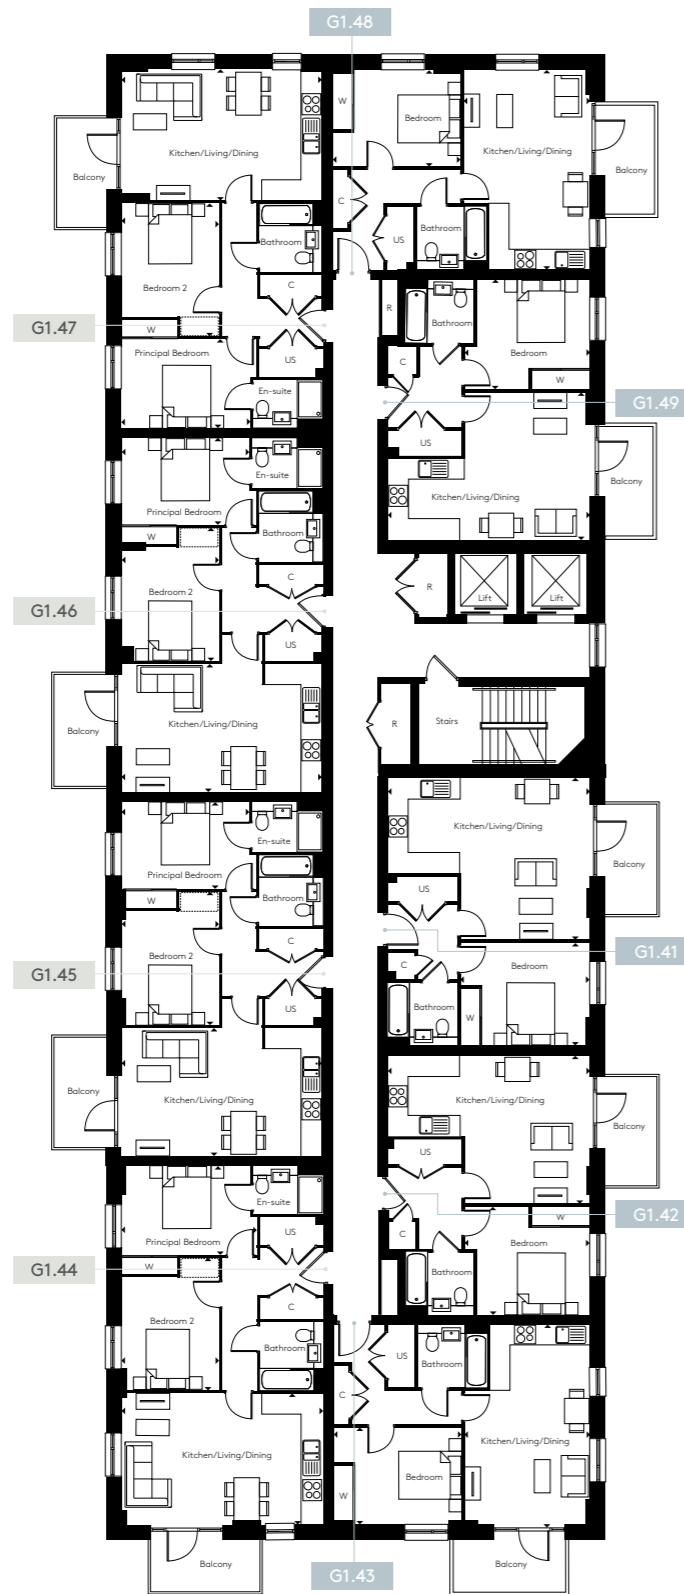 G1.48
W
Bedroom
Kitchen/Living/Dining
Kitchen/Living/Dining
Balcony
Balcony
C
Bathroom
Bathroom
US
Bedroom 2
C
G1.47
W
R
Bathroom
Bedroom
Principal Bedroom
US
C
W
En-suite
G1.49
US
Principal Bedroom
En-suite
Balcony
Kitchen/Living/Dining
W
Bathroom
Bedroom 2
C
R
Lift
Lift
G1.46
US
Balcony
Kitchen/Living/Dining
Stairs
R
Principal Bedroom
En-suite
Kitchen/Living/Dining
Balcony
W
Bathroom
US
Bedroom 2
C
G1.41
G1.45
C
Bedroom
US
Bathroom
W
Balcony
Kitchen/Living/Dining
Kitchen/Living/Dining
Balcony
US
En-suite
Principal Bedroom
US
G1.42
W
C
Bedroom
W
G1.44
Bathroom
Bedroom 2
C
Bathroom
US
Bathroom
C
Kitchen/Living/Dining
Kitchen/Living/Dining
Bedroom
W
Balcony
G1.43
Balcony